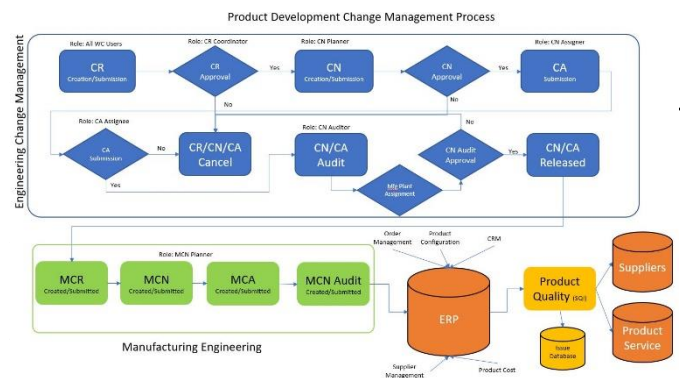 Product Development Change Management Process
Engineering Change Management
Role: All WC Users
Role: CR Coordinator
Role: CN Planner
Role: CN Assigner
CR
Creation/Submission
CR
Approval
Yes
CN
Creation/Submission
CN
Approval
Yes
CA
Submission
No
No
Role: CA Assignee
Role: CN Auditor
No
CA
Submission
No
CR/CN/CA
Cancel
CN/CA
Audit
CN Audit
Approval
Yes
CN/CA
Released
Yes
Mfg Plant
Assignment
Role: MCN Planner
MCR
Created/Submitted
MCN
Created/Submitted
MCA
Created/Submitted
MCN Audit
Created/Submitted
Manufacturing Engineering
Order
Management
Product
Configuration
CRM
ERP
Supplier
Management
Product Cost
Product
Quality (SQI)
Issue
Database
Suppliers
Product
Service